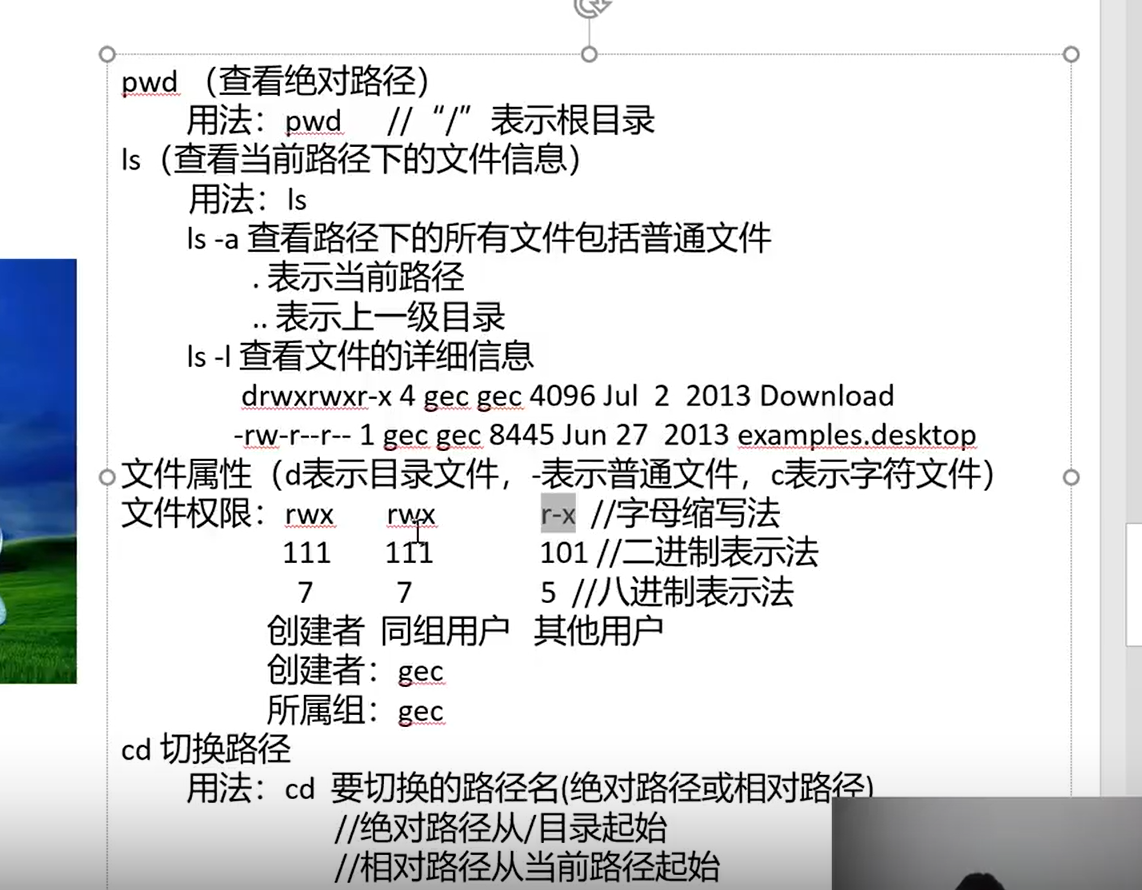 pwd （查看绝对路径）
用法：pwd //“/”表示根目录
ls（查看当前路径下的文件信息）
用法：ls
ls -a 查看路径下的所有文件包括普通文件
. 表示当前路径
.. 表示上一级目录
ls -l 查看文件的详细信息
drwxrwxr-x 4 gec gec 4096 Jul 2 2013 Download
-rw-r--r-- 1 gec gec 8445 Jun 27 2013 examples.desktop
文件属性（d表示目录文件，-表示普通文件，c表示字符文件）
文件权限：rwx rwx r-x //字母缩写法
111 111 101 //二进制表示法
7 7 5 //八进制表示法
创建者 同组用户 其他用户
创建者：gec
所属组：gec
cd 切换路径
用法：cd 要切换的路径名(绝对路径或相对路径)
//绝对路径从/目录起始
//相对路径从当前路径起始